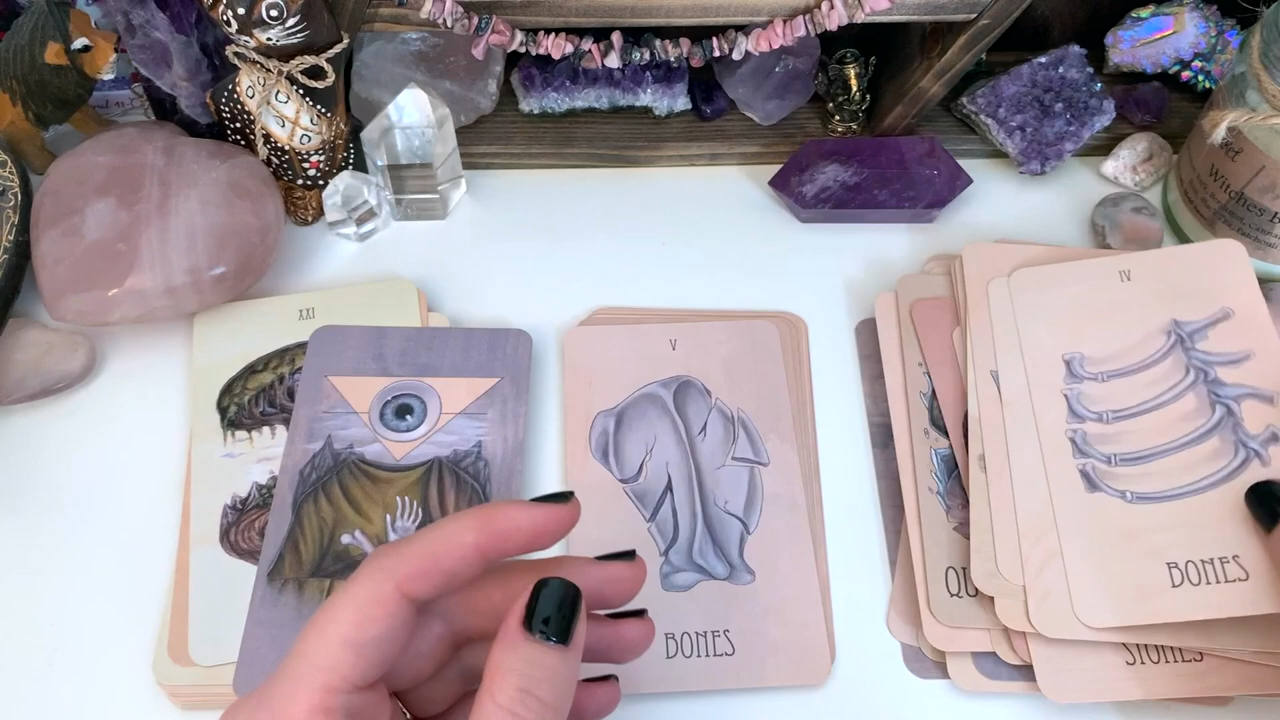 XXI
V
BONES
IV
BONES
QU
STONES
Witches B